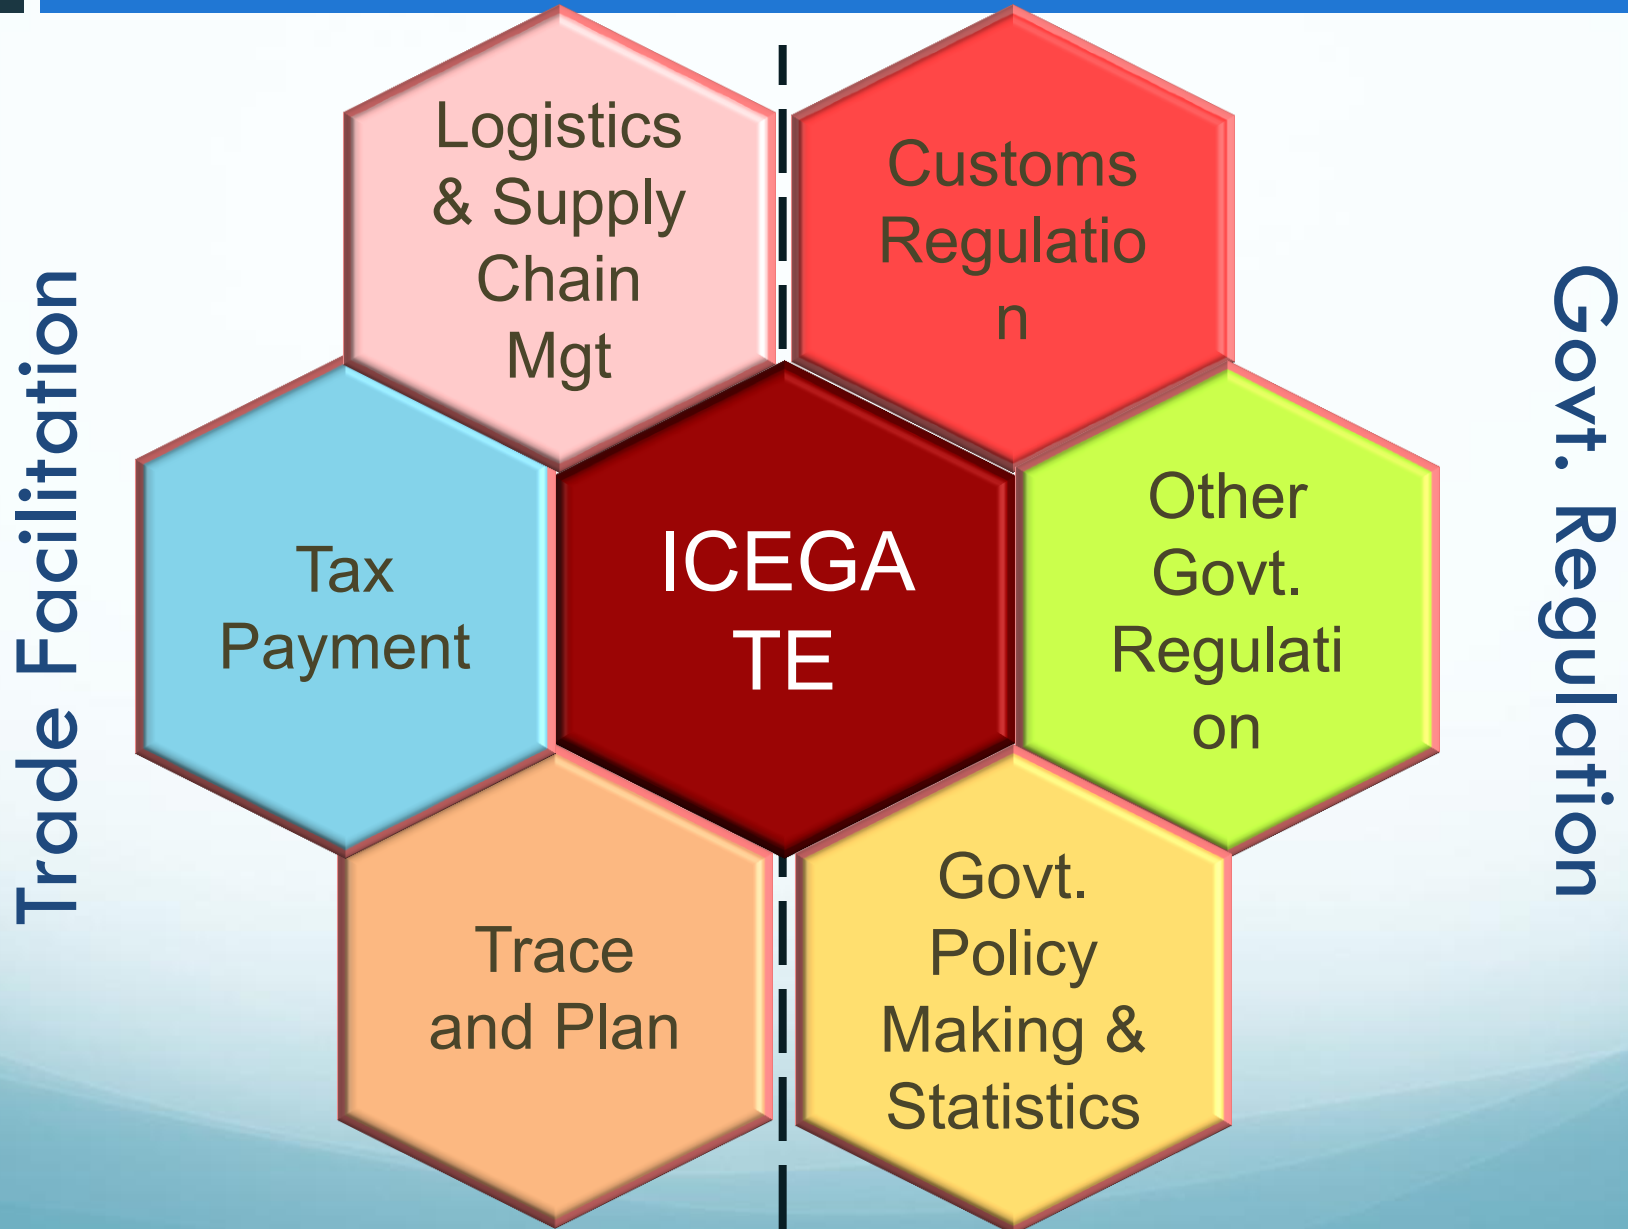 Trade Facilitation
Logistics
& Supply
Chain
Mgt
Customs
Regulatio
n
Tax
Payment
ICEGA
TE
Other
Govt.
Regulati
on
Trace
and Plan
Govt.
Policy
Making &
Statistics
Govt. Regulation